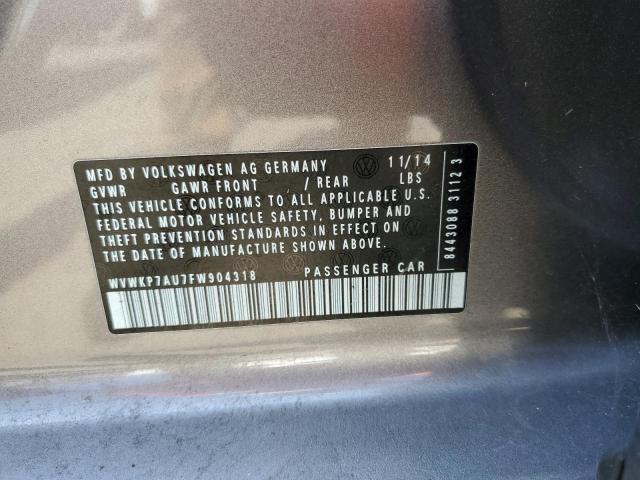 MFD BY VOLKSWAGEN AG GERMANY 11/14
GVWR GAWR FRONT / REAR LBS
THIS VEHICLE CONFORMS TO ALL APPLICABLE U.S.
FEDERAL MOTOR VEHICLE SAFETY, BUMPER AND
THEFT PREVENTION STANDARDS IN EFFECT ON
THE DATE OF MANUFACTURE SHOWN ABOVE.
WVWKP7AU7FW904318 PASSENGER CAR
8443088 3112 3